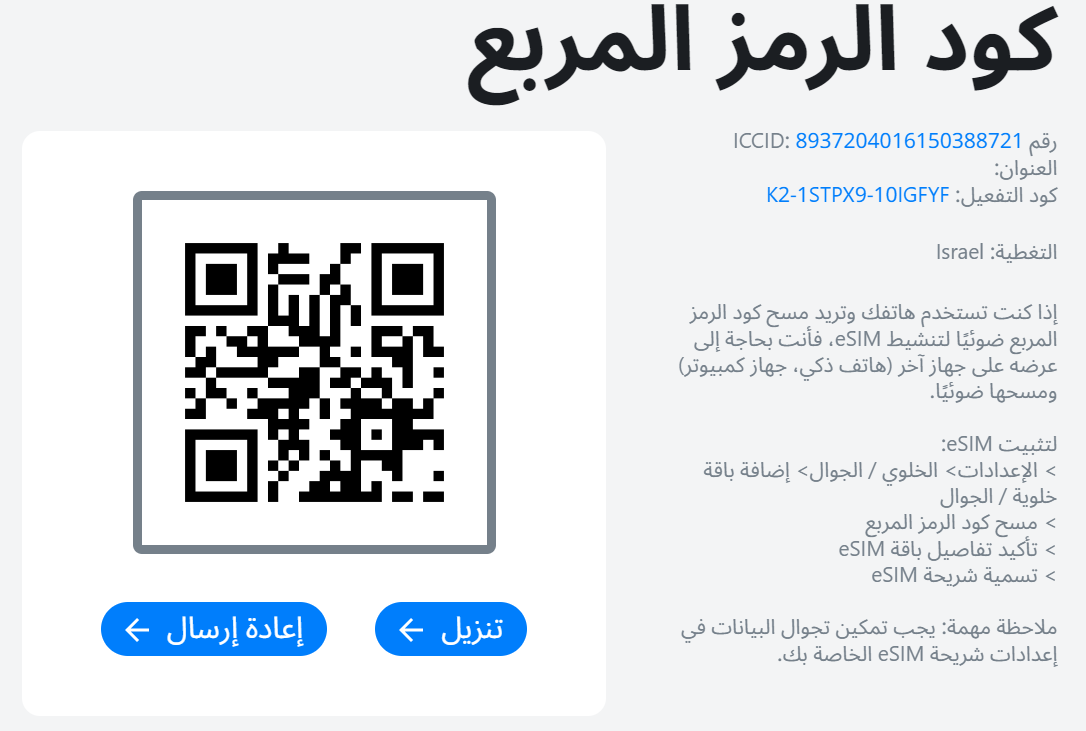 كود الرمز المربع
رقم ICCID: 8937204016150388721
العنوان:
كود التفعيل: K2-1STPX9-10IGFYF
التغطية: Israel
إذا كنت تستخدم هاتفك وتريد مسح كود الرمز
المربع ضوئيًا لتنشيط eSIM، فأنت بحاجة إلى
عرضه على جهاز آخر (هاتف ذكي، جهاز كمبيوتر)
ومسحها ضوئيًا.
لتثبيت eSIM:
> الإعدادات> الخلوي / الجوال> إضافة باقة
خلوية / الجوال
> مسح كود الرمز المربع
> تأكيد تفاصيل باقة eSIM
> تسمية شريحة eSIM
ملاحظة مهمة: يجب تمكين تجوال البيانات في
إعدادات شريحة eSIM الخاصة بك.
تنزيل ←
إعادة إرسال ←